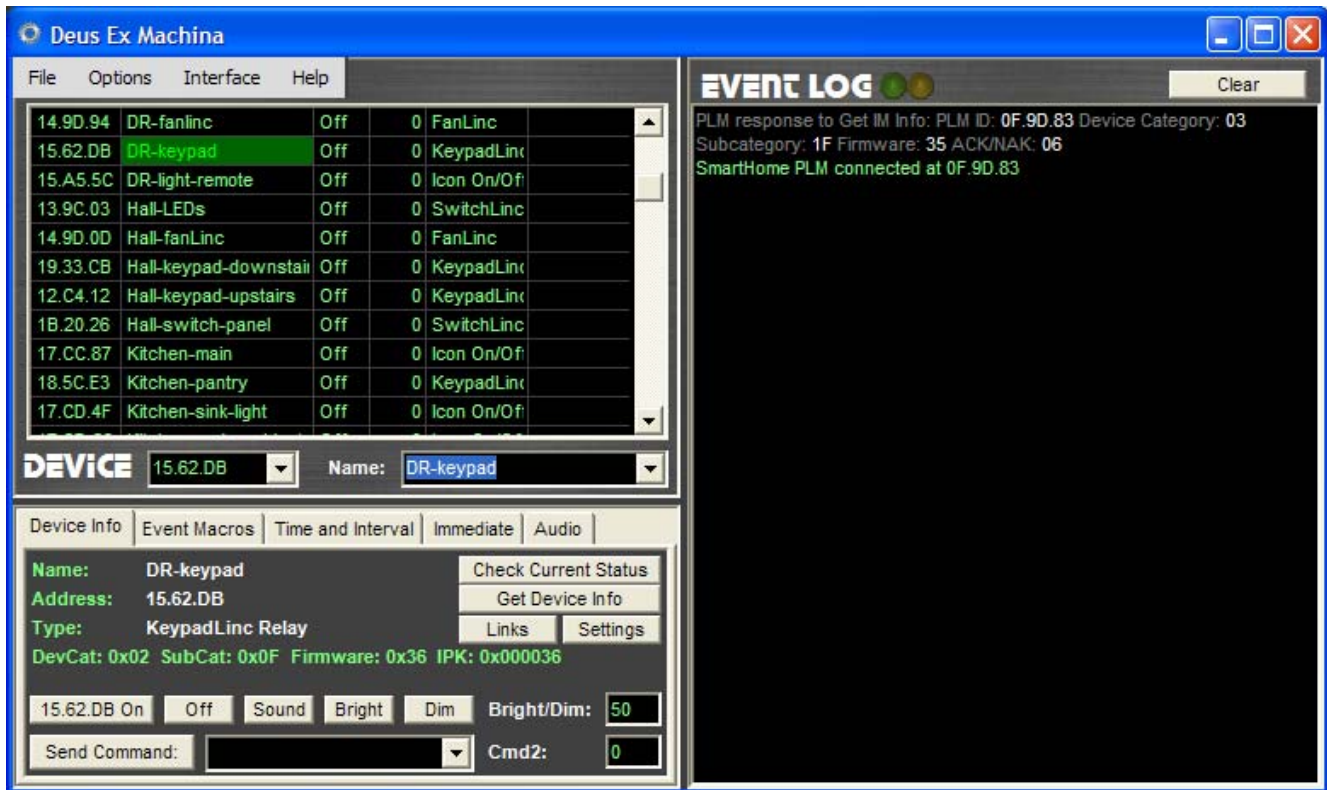 Deus Ex Machina
File Options Interface Help
14.9D.94 DR-fanlinc Off 0 FanLinc
15.62.DB DR-keypad Off 0 KeypadLinc
15.A5.5C DR-light-remote Off 0 Icon On/Of
13.9C.03 Hall-LEDs Off 0 SwitchLinc
14.9D.0D Hall-fanLinc Off 0 FanLinc
19.33.CB Hall-keypad-downstair Off 0 KeypadLinc
12.C4.12 Hall-keypad-upstairs Off 0 KeypadLinc
1B.20.26 Hall-switch-panel Off 0 SwitchLinc
17.CC.87 Kitchen-main Off 0 Icon On/Of
18.5C.E3 Kitchen-pantry Off 0 KeypadLinc
17.CD.4F Kitchen-sink-light Off 0 Icon On/Of
DEVICE 15.62.DB Name: DR-keypad
Device Info Event Macros Time and Interval Immediate Audio
Name: DR-keypad Check Current Status
Address: 15.62.DB Get Device Info
Type: KeypadLinc Relay Links Settings
DevCat: 0x02 SubCat: 0x0F Firmware: 0x36 IPK: 0x000036
15.62.DB On Off Sound Bright Dim Bright/Dim: 50
Send Command: Cmd2: 0
EVENT LOG Clear
PLM response to Get IM Info: PLM ID: 0F.9D.83 Device Category: 03
Subcategory: 1F Firmware: 35 ACK/NAK: 06
SmartHome PLM connected at 0F.9D.83